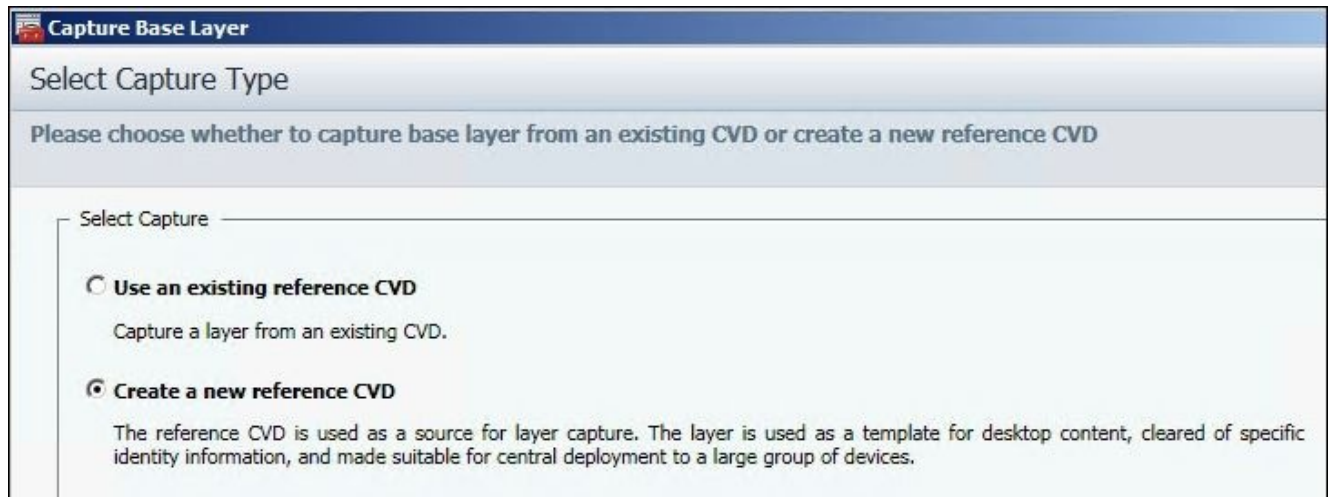 Capture Base Layer
Select Capture Type
Please choose whether to capture base layer from an existing CVD or create a new reference CVD
Select Capture
Use an existing reference CVD
Capture a layer from an existing CVD.
Create a new reference CVD
The reference CVD is used as a source for layer capture. The layer is used as a template for desktop content, cleared of specific
identity information, and made suitable for central deployment to a large group of devices.